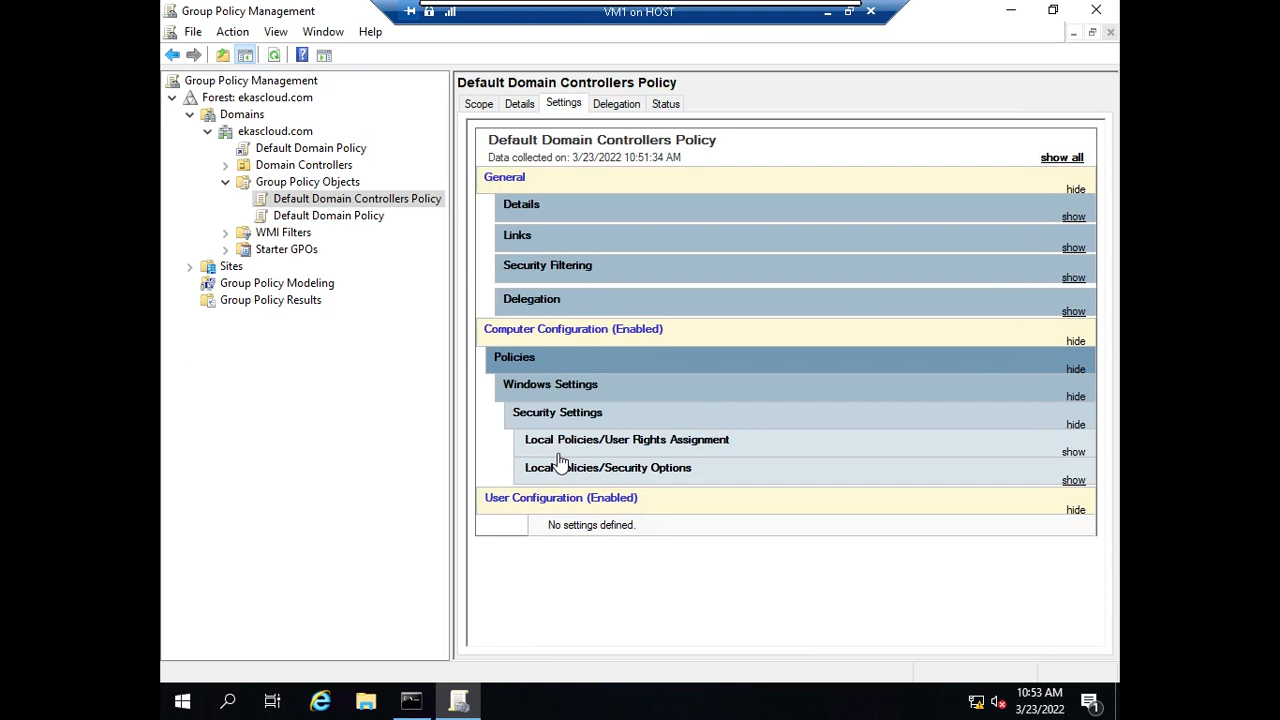 Group Policy Management
VM1 on HOST
File Action View Window Help
Group Policy Management
Forest: ekascloud.com
Domains
ekascloud.com
Default Domain Policy
Domain Controllers
Group Policy Objects
Default Domain Controllers Policy
Default Domain Policy
WMI Filters
Starter GPOs
Sites
Group Policy Modeling
Group Policy Results
Default Domain Controllers Policy
Scope Details Settings Delegation Status
Default Domain Controllers Policy
Data collected on: 3/23/2022 10:51:34 AM
show all
General
hide
Details
show
Links
show
Security Filtering
show
Delegation
show
Computer Configuration (Enabled)
hide
Policies
hide
Windows Settings
hide
Security Settings
hide
Local Policies/User Rights Assignment
show
Local Policies/Security Options
show
User Configuration (Enabled)
hide
No settings defined.
10:53 AM
3/23/2022
1